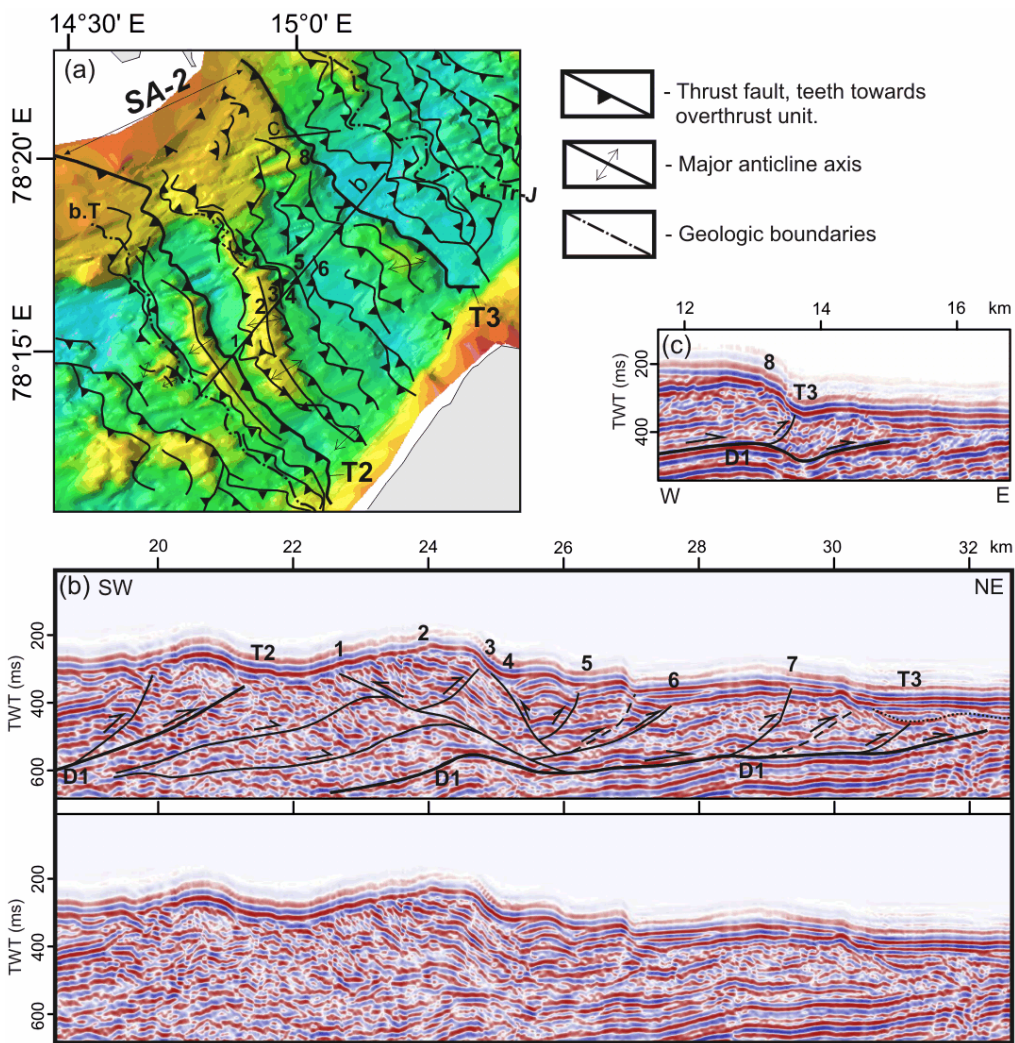 14°30' E 15°0' E
(a)
SA-2
78°20' E
78°15' E
C
8
b
t. Tr-J
b.T
5
6
3
4
2
1
T3
T2
- Thrust fault, teeth towards
overthrust unit.
- Major anticline axis
- Geologic boundaries
12 14 16 km
(c)
8
T3
D1
TWT (ms)
200
400
W E
20 22 24 26 28 30 32 km
(b) SW NE
T2 1 2 3 4 5 6 7 T3
D1 D1 D1
TWT (ms)
200
400
600
TWT (ms)
200
400
600